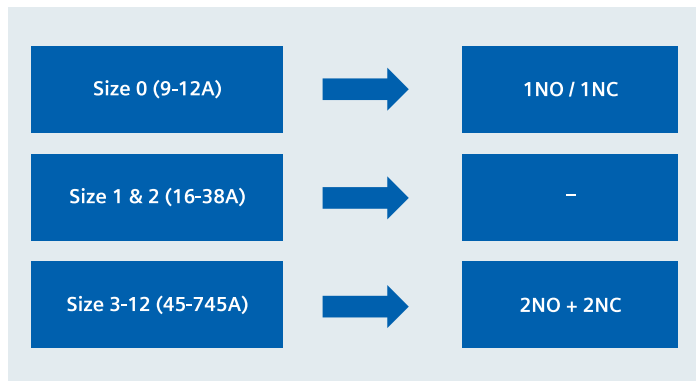 Size 0 (9-12A)
1NO / 1NC
Size 1 & 2 (16-38A)
–
Size 3-12 (45-745A)
2NO + 2NC